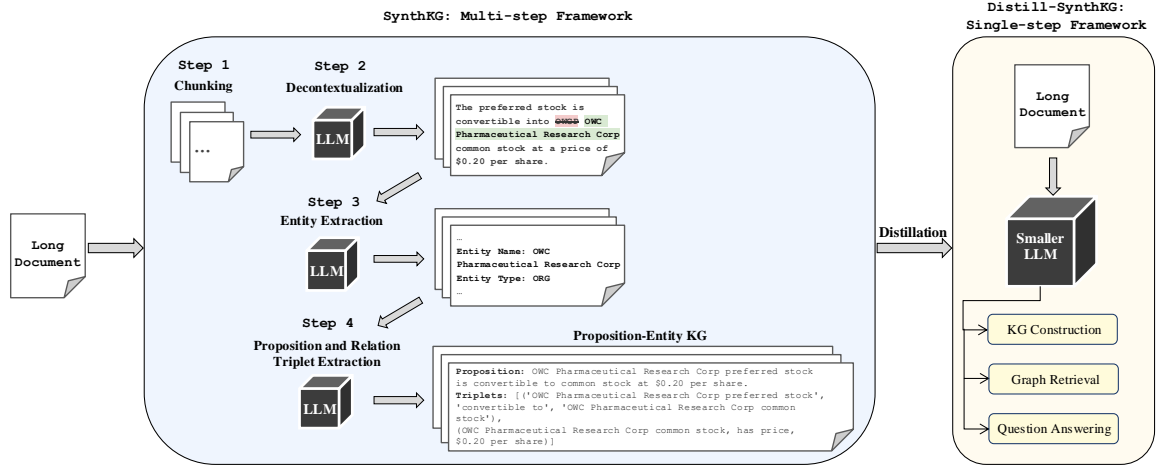 SynthKG: Multi-step Framework
Distill-SynthKG:
Single-step Framework
Long
Document
Step 1
Chunking
...
Step 2
Decontextualization
LLM
The preferred stock is
convertible into OWCP OWC
Pharmaceutical Research Corp
common stock at a price of
$0.20 per share.
Step 3
Entity Extraction
LLM
…
Entity Name: OWC
Pharmaceutical Research Corp
Entity Type: ORG
…
Step 4
Proposition and Relation
Triplet Extraction
LLM
Proposition-Entity KG
Proposition: OWC Pharmaceutical Research Corp preferred stock
is convertible to common stock at $0.20 per share.
Triplets: [('OWC Pharmaceutical Research Corp preferred stock',
'convertible to', 'OWC Pharmaceutical Research Corp common
stock'),
(OWC Pharmaceutical Research Corp common stock, has price,
$0.20 per share)]
Distillation
Long
Document
Smaller
LLM
KG Construction
Graph Retrieval
Question Answering